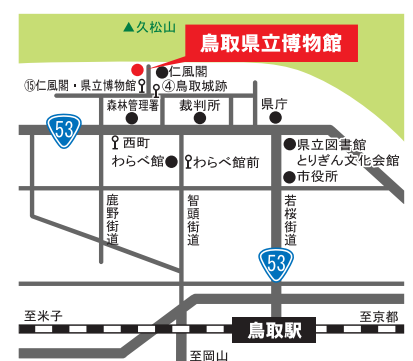 ▲久松山
鳥取県立博物館
仁風閣
⑮仁風閣・県立博物館
④鳥取城跡
森林管理署
裁判所
県庁
53
西町
わらべ館
わらべ館前
県立図書館
とりぎん文化会館
市役所
鹿野街道
智頭街道
若桜街道
53
至米子
鳥取駅
至京都
至岡山